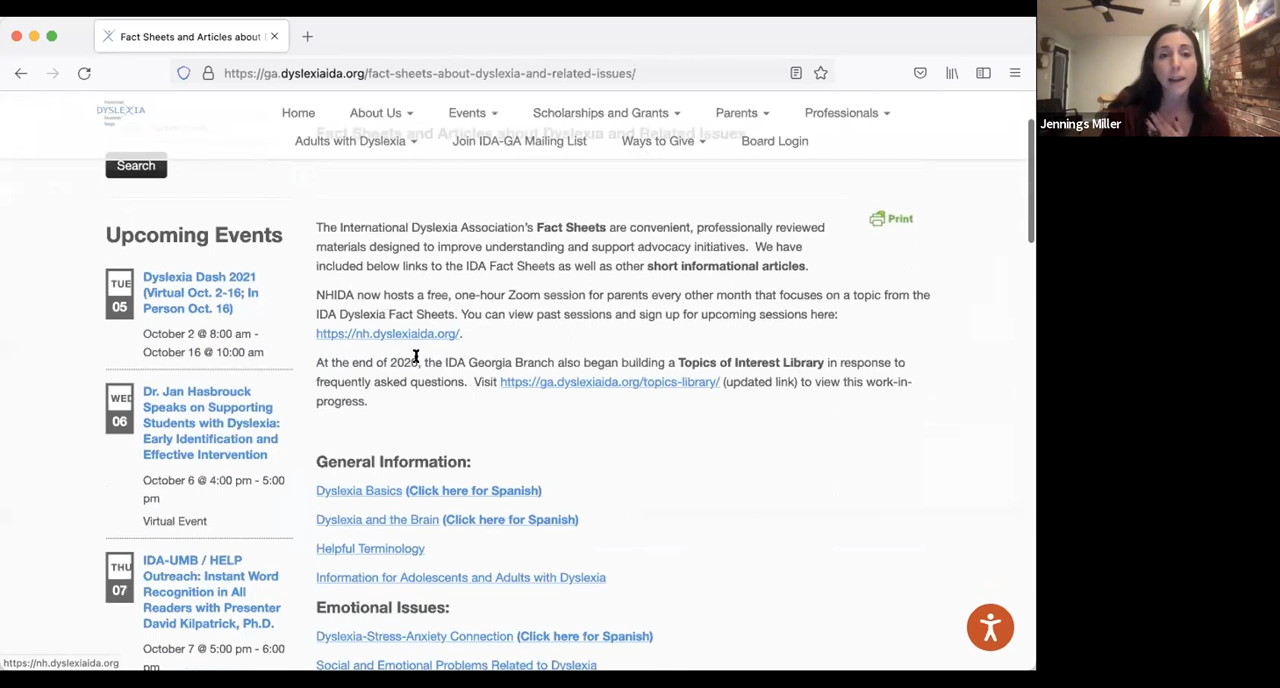 Fact Sheets and Articles about D
https://ga.dyslexiaida.org/fact-sheets-about-dyslexia-and-related-issues/
DYSLEXIA
Home
About Us
Events
Scholarships and Grants
Parents
Professionals
Fact Sheets and Articles about Dyslexia and Related Issues
Adults with Dyslexia
Join IDA-GA Mailing List
Ways to Give
Board Login
Search
Upcoming Events
TUE
05
Dyslexia Dash 2021
(Virtual Oct. 2-16; In
Person Oct. 16)
October 2 @ 8:00 am -
October 16 @ 10:00 am
WED
06
Dr. Jan Hasbrouck
Speaks on Supporting
Students with Dyslexia:
Early Identification and
Effective Intervention
October 6 @ 4:00 pm - 5:00
pm
Virtual Event
THU
07
IDA-UMB / HELP
Outreach: Instant Word
Recognition in All
Readers with Presenter
David Kilpatrick, Ph.D.
October 7 @ 5:00 pm - 6:00
pm
Print
The International Dyslexia Association's Fact Sheets are convenient, professionally reviewed
materials designed to improve understanding and support advocacy initiatives. We have
included below links to the IDA Fact Sheets as well as other short informational articles.
NHIDA now hosts a free, one-hour Zoom session for parents every other month that focuses on a topic from the
IDA Dyslexia Fact Sheets. You can view past sessions and sign up for upcoming sessions here:
https://nh.dyslexiaida.org/.
At the end of the IDA Georgia Branch also began building a Topics of Interest Library in response to
frequently asked questions. Visit https://ga.dyslexiaida.org/topics-library/ (updated link) to view this work-in-
progress.
General Information:
Dyslexia Basics (Click here for Spanish)
Dyslexia and the Brain (Click here for Spanish)
Helpful Terminology
Information for Adolescents and Adults with Dyslexia
Emotional Issues:
Dyslexia-Stress-Anxiety Connection (Click here for Spanish)
Social and Emotional Problems Related to Dyslexia
https://nh.dyslexiaida.org
Jennings Miller